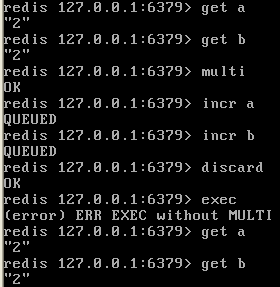 redis 127.0.0.1:6379> get a
"2"
redis 127.0.0.1:6379> get b
"2"
redis 127.0.0.1:6379> multi
OK
redis 127.0.0.1:6379> incr a
QUEUED
redis 127.0.0.1:6379> incr b
QUEUED
redis 127.0.0.1:6379> discard
OK
redis 127.0.0.1:6379> exec
(error) ERR EXEC without MULTI
redis 127.0.0.1:6379> get a
"2"
redis 127.0.0.1:6379> get b
"2"